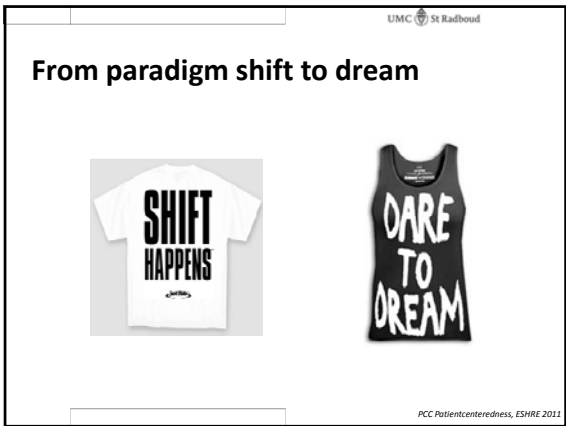 UMC St Radboud
From paradigm shift to dream
SHIFT
HAPPENS
DARE
TO
DREAM
PCC Patientcenteredness, ESHRE 2011